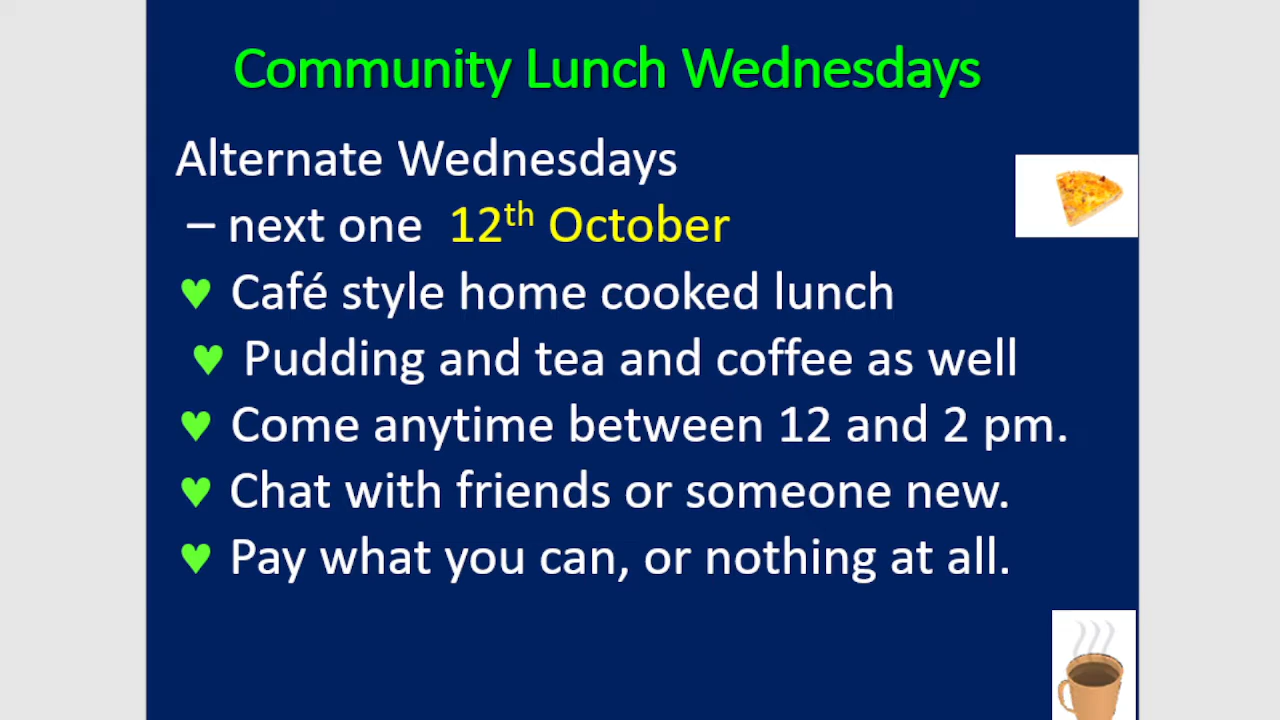 Community Lunch Wednesdays
Alternate Wednesdays
– next one 12th October
♥ Café style home cooked lunch
♥ Pudding and tea and coffee as well
♥ Come anytime between 12 and 2 pm.
♥ Chat with friends or someone new.
♥ Pay what you can, or nothing at all.